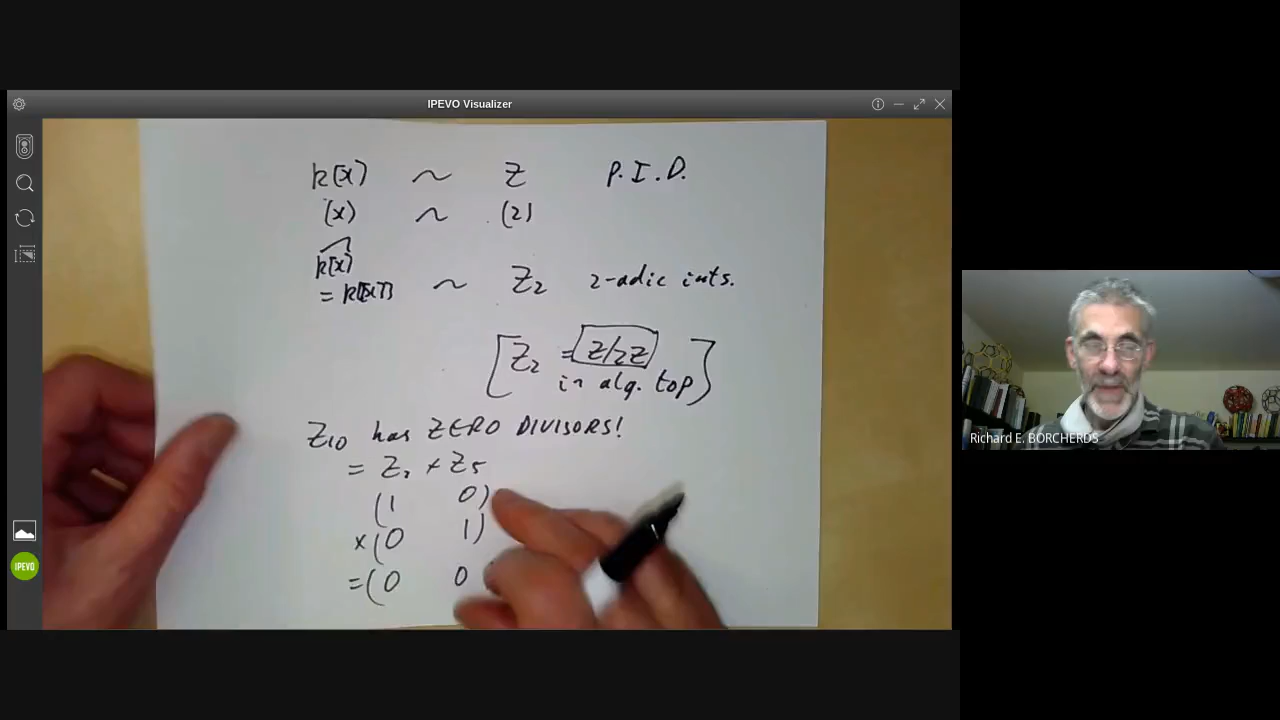 IPEVO Visualizer
k[x] ~ Z P.I.D.
(x) ~ (2)
k[x]
= k[[x]] ~ Z₂ 2-adic ints.
[Z₂ = Z/2Z
in alg. top]
Z₁₀ has ZERO DIVISORS!
= Z₂ × Z₅
(1 0)
×(0 1)
=(0 0
IPEVO
Richard E. BORCHERDS